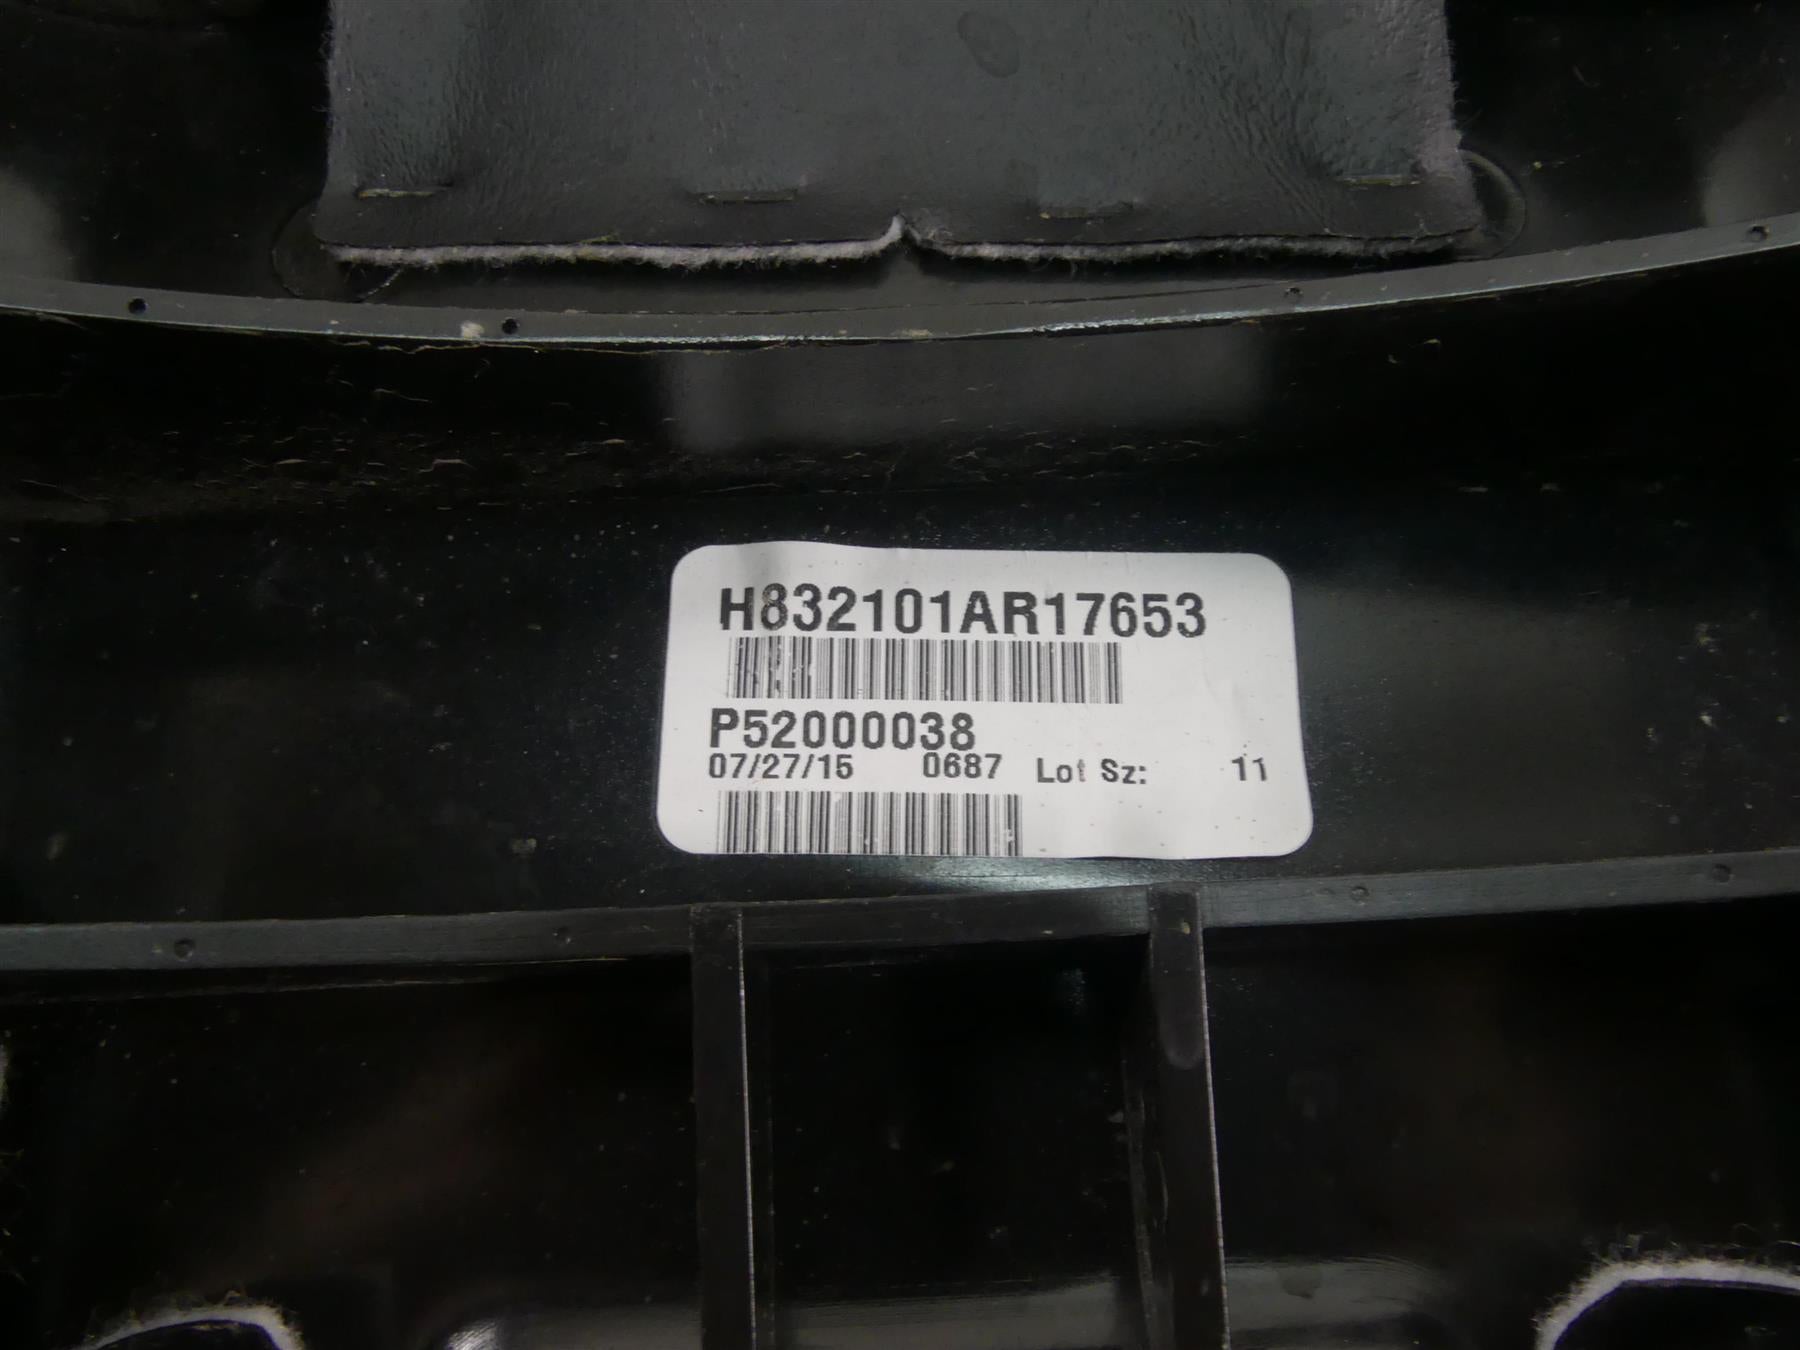 H832101AR17653
P52000038
07/27/15 0687 Lot Sz: 11